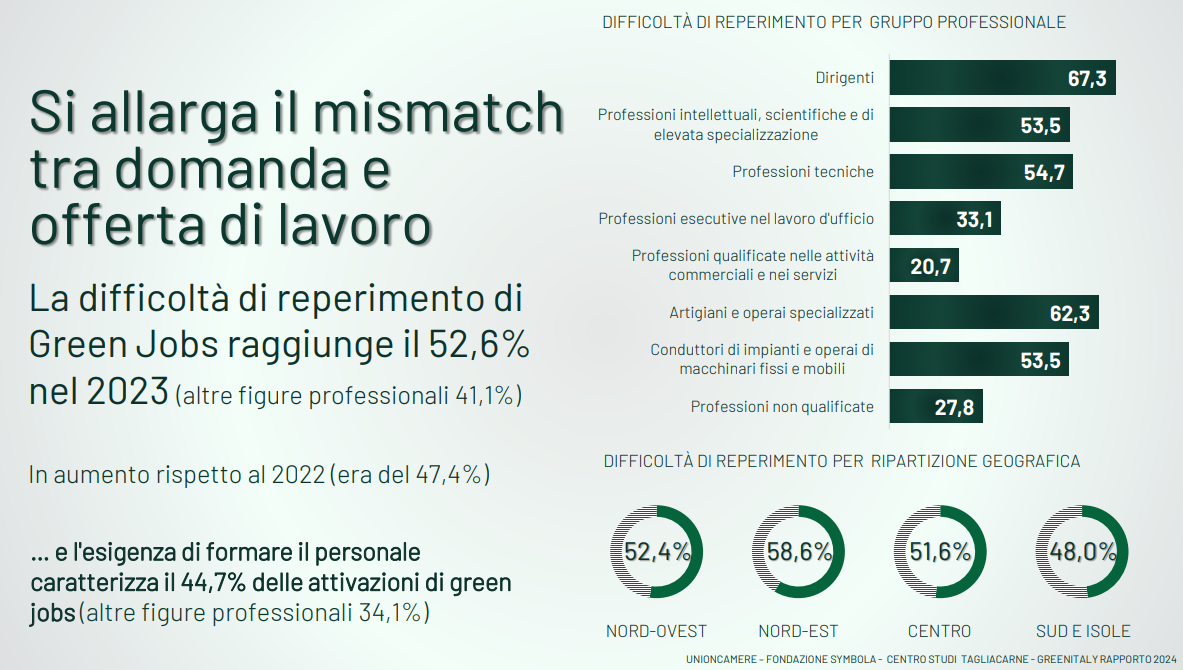 Si allarga il mismatch
tra domanda e
offerta di lavoro
La difficoltà di reperimento di
Green Jobs raggiunge il 52,6%
nel 2023 (altre figure professionali 41,1%)
In aumento rispetto al 2022 (era del 47,4%)
... e l'esigenza di formare il personale
caratterizza il 44,7% delle attivazioni di green
jobs (altre figure professionali 34,1%)
DIFFICOLTÀ DI REPERIMENTO PER GRUPPO PROFESSIONALE
Dirigenti 67,3
Professioni intellettuali, scientifiche e di
elevata specializzazione 53,5
Professioni tecniche 54,7
Professioni esecutive nel lavoro d'ufficio 33,1
Professioni qualificate nelle attività
commerciali e nei servizi 20,7
Artigiani e operai specializzati 62,3
Conduttori di impianti e operai di
macchinari fissi e mobili 53,5
Professioni non qualificate 27,8
DIFFICOLTÀ DI REPERIMENTO PER RIPARTIZIONE GEOGRAFICA
52,4% 58,6% 51,6% 48,0%
NORD-OVEST NORD-EST CENTRO SUD E ISOLE
UNIONCAMERE – FONDAZIONE SYMBOLA – CENTRO STUDI TAGLIACARNE - GREENITALY RAPPORTO 2024